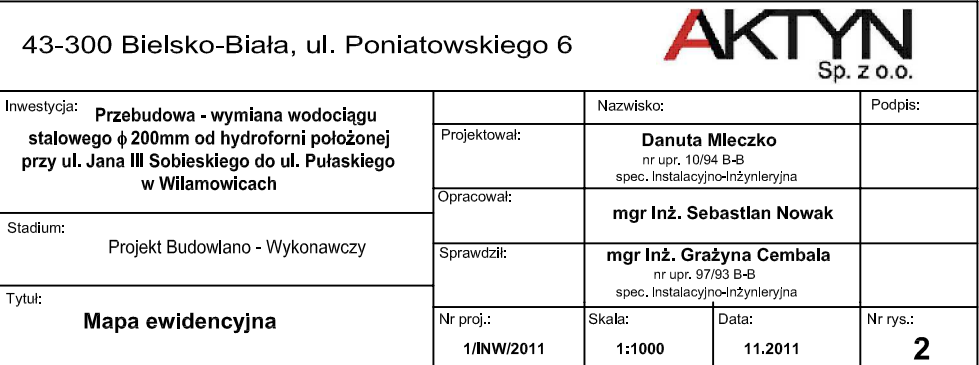 43-300 Bielsko-Biała, ul. Poniatowskiego 6
AKTYN
Sp. z o.o.
Inwestycja:
Przebudowa - wymiana wodociągu
stalowego ϕ 200mm od hydroforni położonej
przy ul. Jana III Sobieskiego do ul. Pułaskiego
w Wilamowicach
Stadium:
Projekt Budowlano - Wykonawczy
Tytuł:
Mapa ewidencyjna
Nazwisko:
Podpis:
Projektował:
Danuta Mleczko
nr upr. 10/94 B-B
spec. Instalacyjno-Inżynieryjna
Opracował:
mgr Inż. Sebastian Nowak
Sprawdził:
mgr Inż. Grażyna Cembala
nr upr. 97/93 B-B
spec. Instalacyjno-Inżynieryjna
Nr proj.:
1/INW/2011
Skala:
1:1000
Data:
11.2011
Nr rys.:
2